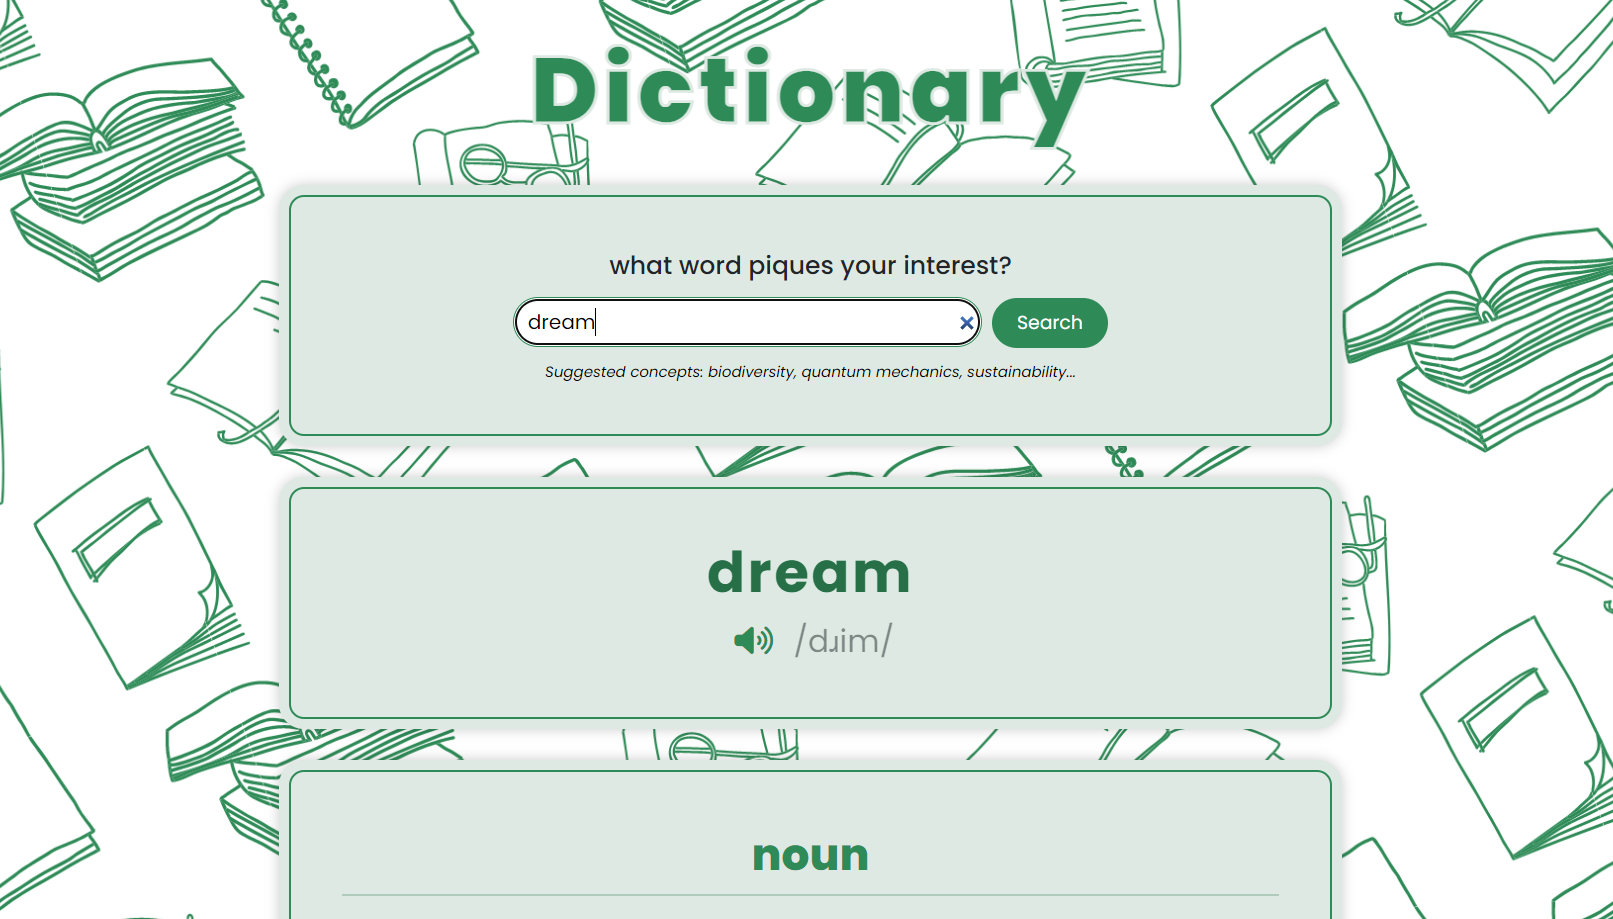 Dictionary
what word piques your interest?
dream
Search
Suggested concepts: biodiversity, quantum mechanics, sustainability...
dream
/dɹim/
noun